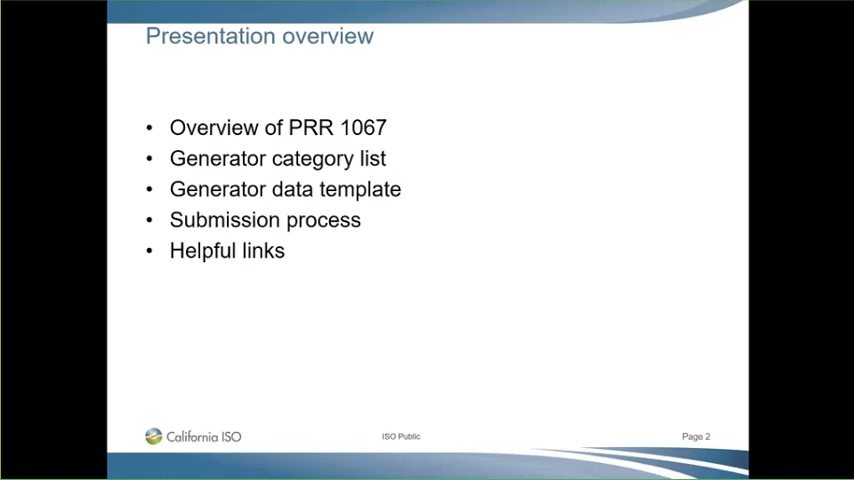 Presentation overview
• Overview of PRR 1067
• Generator category list
• Generator data template
• Submission process
• Helpful links
California ISO
ISO Public
Page 2